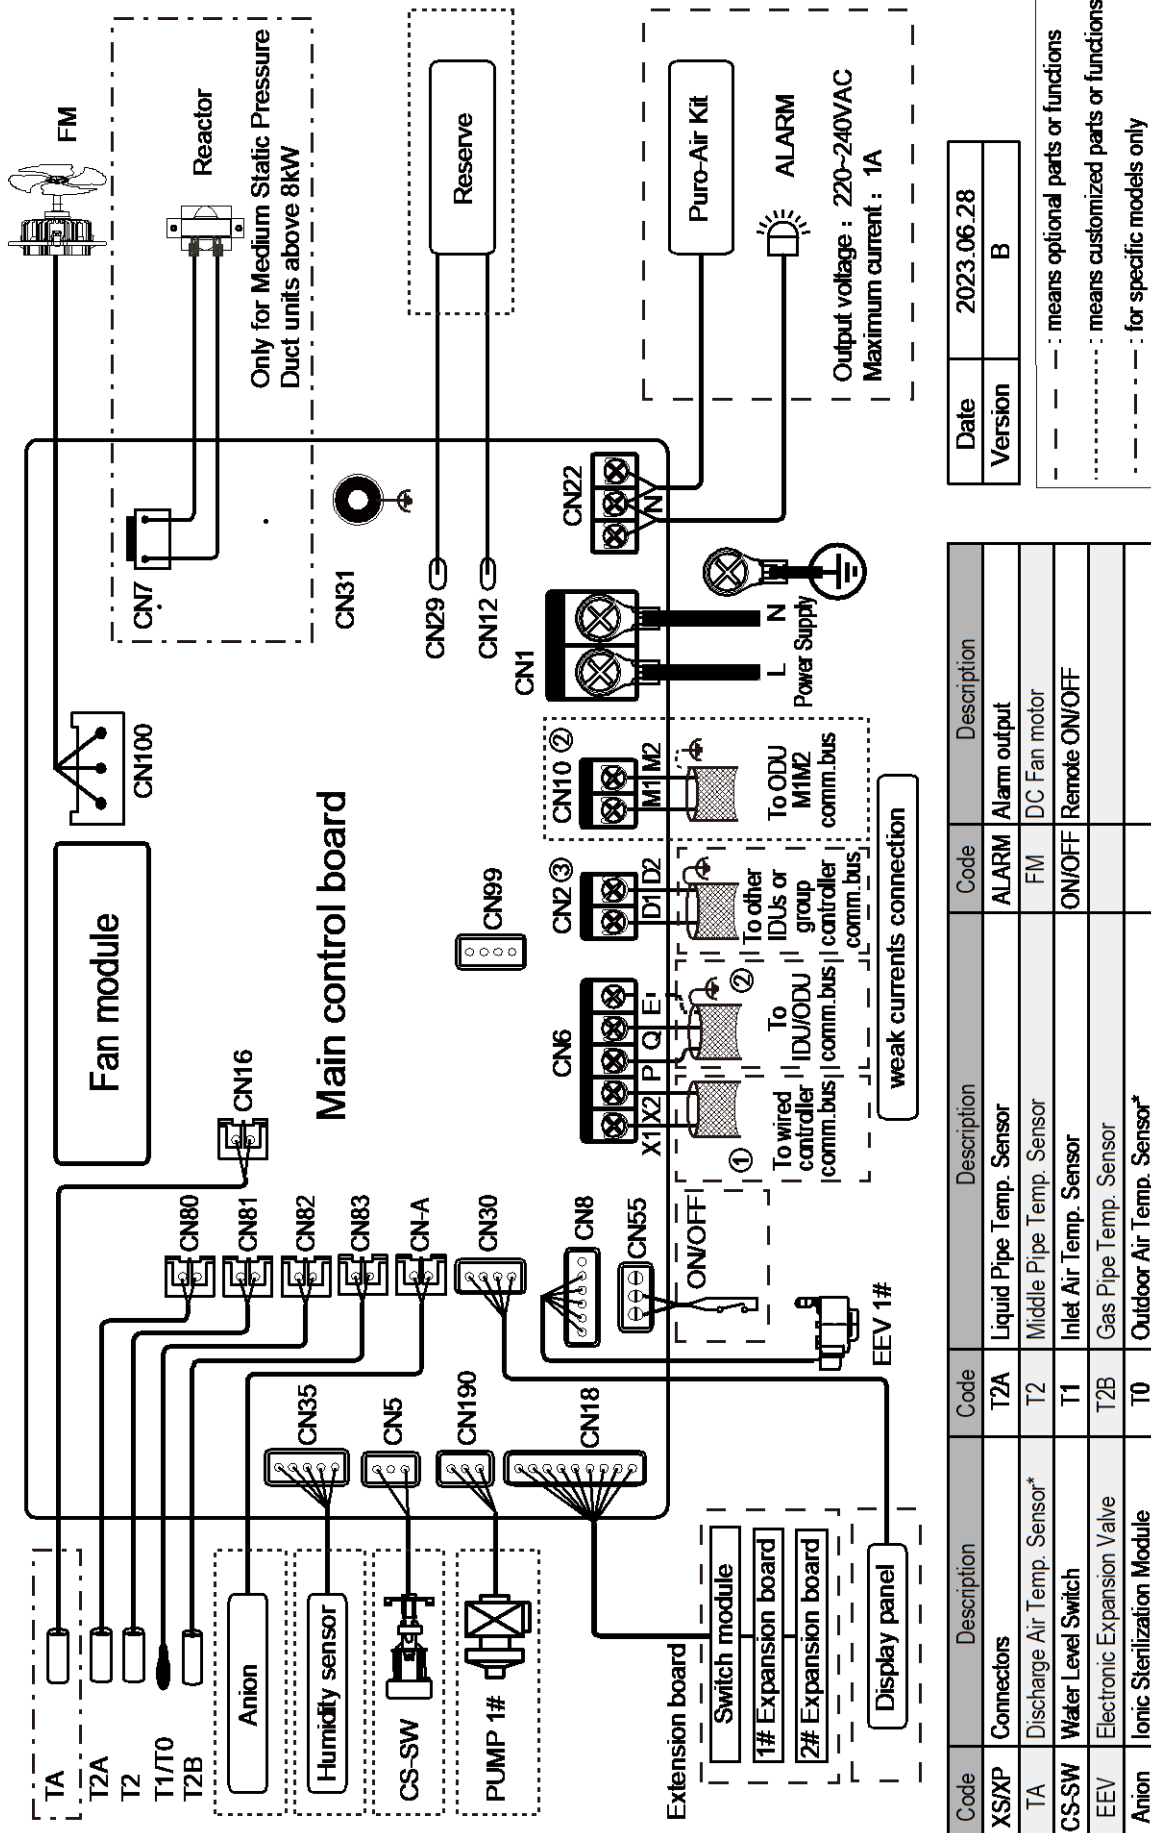 TA
T2A
T2
T1/T0
T2B
Anion
Humidity sensor
CS-SW
PUMP 1#
Extension board
Switch module
1# Expansion board
2# Expansion board
Display panel
CN16
CN80
CN81
CN82
CN83
CN-A
CN30
CN35
CN5
CN190
CN18
CN8
CN55
ON/OFF
EEV 1#
Fan module
Main control board
CN100
FM
CN7
Reactor
Only for Medium Static Pressure
Duct units above 8kW
CN31
CN29
CN12
Reserve
CN99
CN6
X1 X2 P Q E
①
To wired
controller
comm.bus
②
To
IDU/ODU
comm.bus
CN2 ③
D1 D2
To other
IDUs or
group
controller
comm.bus
CN10 ②
M1 M2
To ODU
M1M2
comm.bus
weak currents connection
CN1
L N
Power Supply
CN22
N
Puro-Air Kit
ALARM
Output voltage : 220~240VAC
Maximum current : 1A
Code Description Code Description Code Description
XS/XP Connectors T2A Liquid Pipe Temp. Sensor ALARM Alarm output
TA Discharge Air Temp. Sensor* T2 Middle Pipe Temp. Sensor FM DC Fan motor
CS-SW Water Level Switch T1 Inlet Air Temp. Sensor ON/OFF Remote ON/OFF
EEV Electronic Expansion Valve T2B Gas Pipe Temp. Sensor
Anion Ionic Sterilization Module T0 Outdoor Air Temp. Sensor*
Date 2023.06.28
Version B
: means optional parts or functions
: means customized parts or functions
: for specific models only